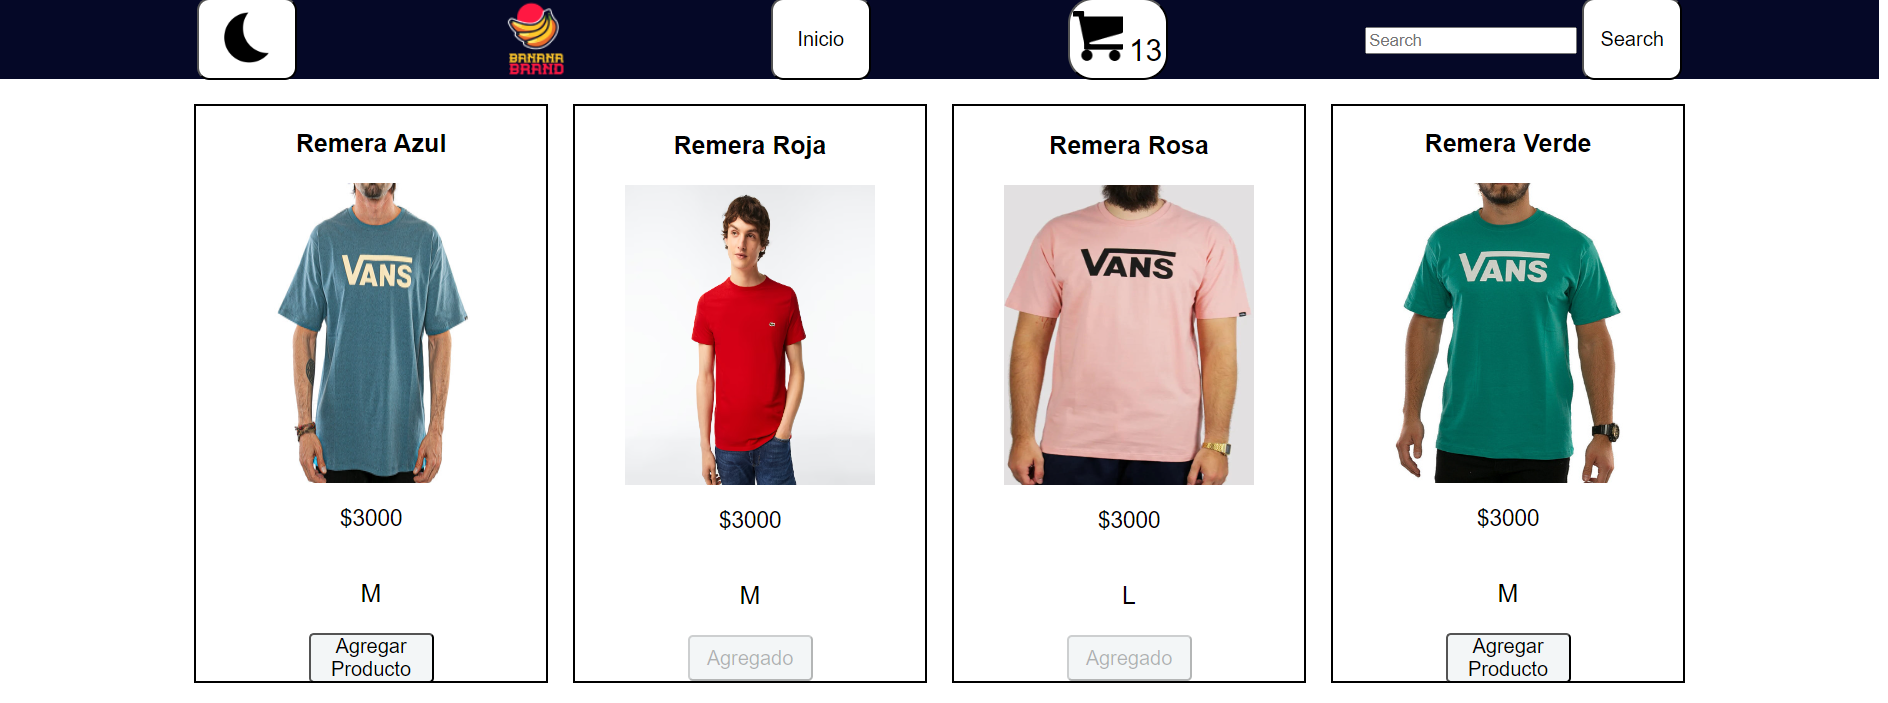 BANANA
BRAND
Inicio
13
Search
Search
Remera Azul
Remera Roja
Remera Rosa
Remera Verde
VANS
VANS
VANS
$3000
$3000
$3000
$3000
M
M
L
M
Agregar
Producto
Agregado
Agregado
Agregar
Producto